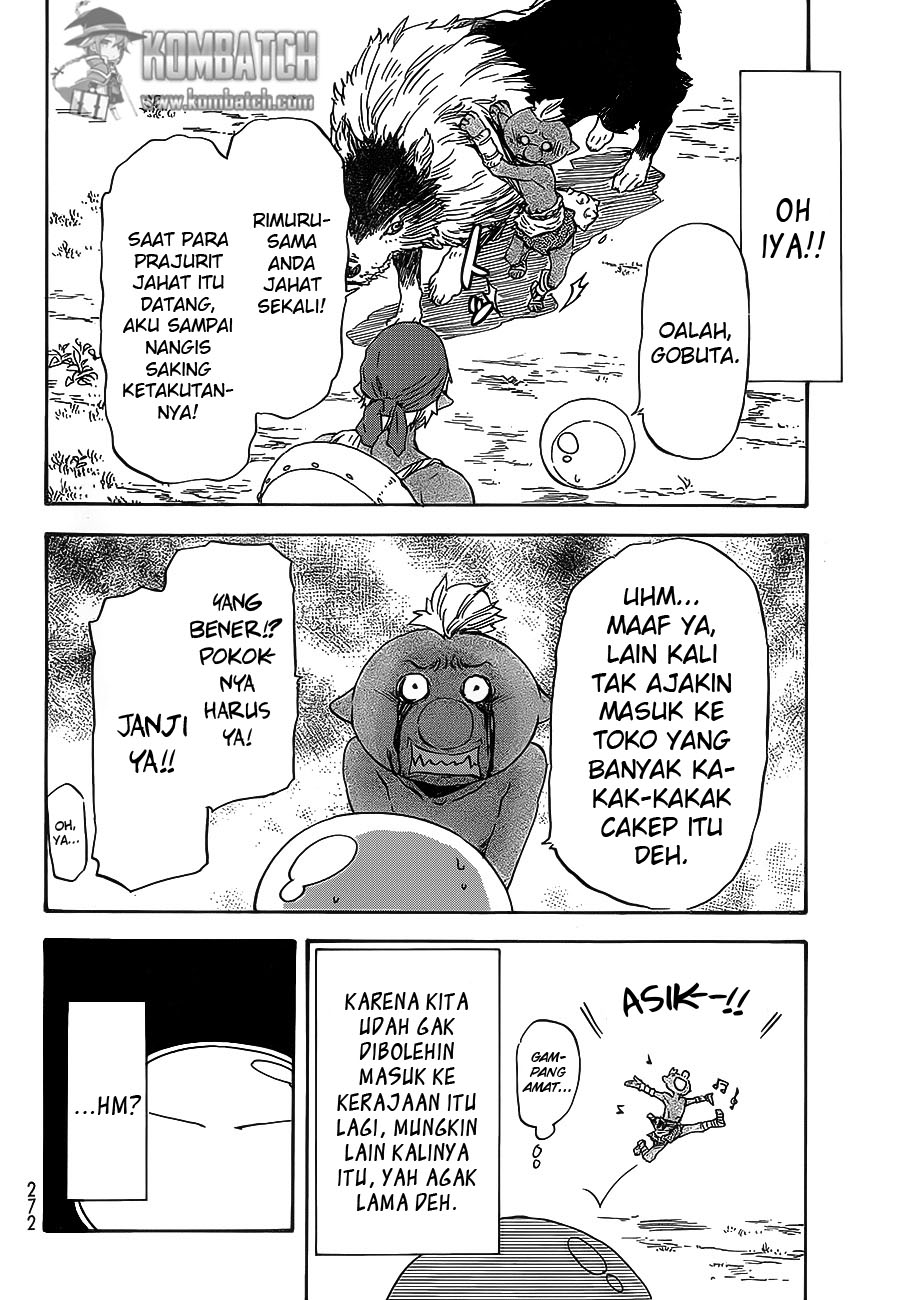 KOMBATCH
www.kombatch.com
OH
IYA!!
OALAH,
GOBUTA.
RIMURU-
SAMA
ANDA
JAHAT
SEKALI!
SAAT PARA
PRAJURIT
JAHAT ITU
DATANG,
AKU SAMPAI
NANGIS
SAKING
KETAKUTAN-
NYA!
UHM...
MAAF YA,
LAIN KALI
TAK AJAKIN
MASUK KE
TOKO YANG
BANYAK KA-
KAK-KAKAK
CAKEP ITU
DEH.
YANG
BENER!?
POKOK-
NYA
HARUS
YA!
JANJI
YA!!
OH,
YA...
ASIK--!!
GAM-
PANG
AMAT...
KARENA KITA
UDAH GAK
DIBOLEHIN
MASUK KE
KERAJAAN ITU
LAGI, MUNGKIN
LAIN KALINYA
ITU, YAH AGAK
LAMA DEH.
...HM?
272